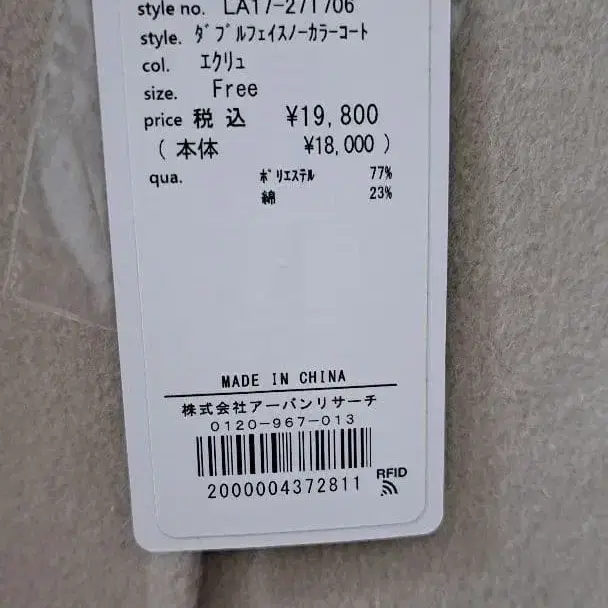 style no. LA17-271706
style. ﾀﾞﾌﾞﾙﾌｪｲｽﾉｰｶﾗｰｺｰﾄ
col. ｴｸﾘｭ
size. Free
price 税込 ¥19,800
( 本体 ¥18,000 )
qua. ﾎﾟﾘｴｽﾃﾙ 77%
綿 23%
MADE IN CHINA
株式会社アーバンリサーチ
0120-967-013
RFID
2000004372811